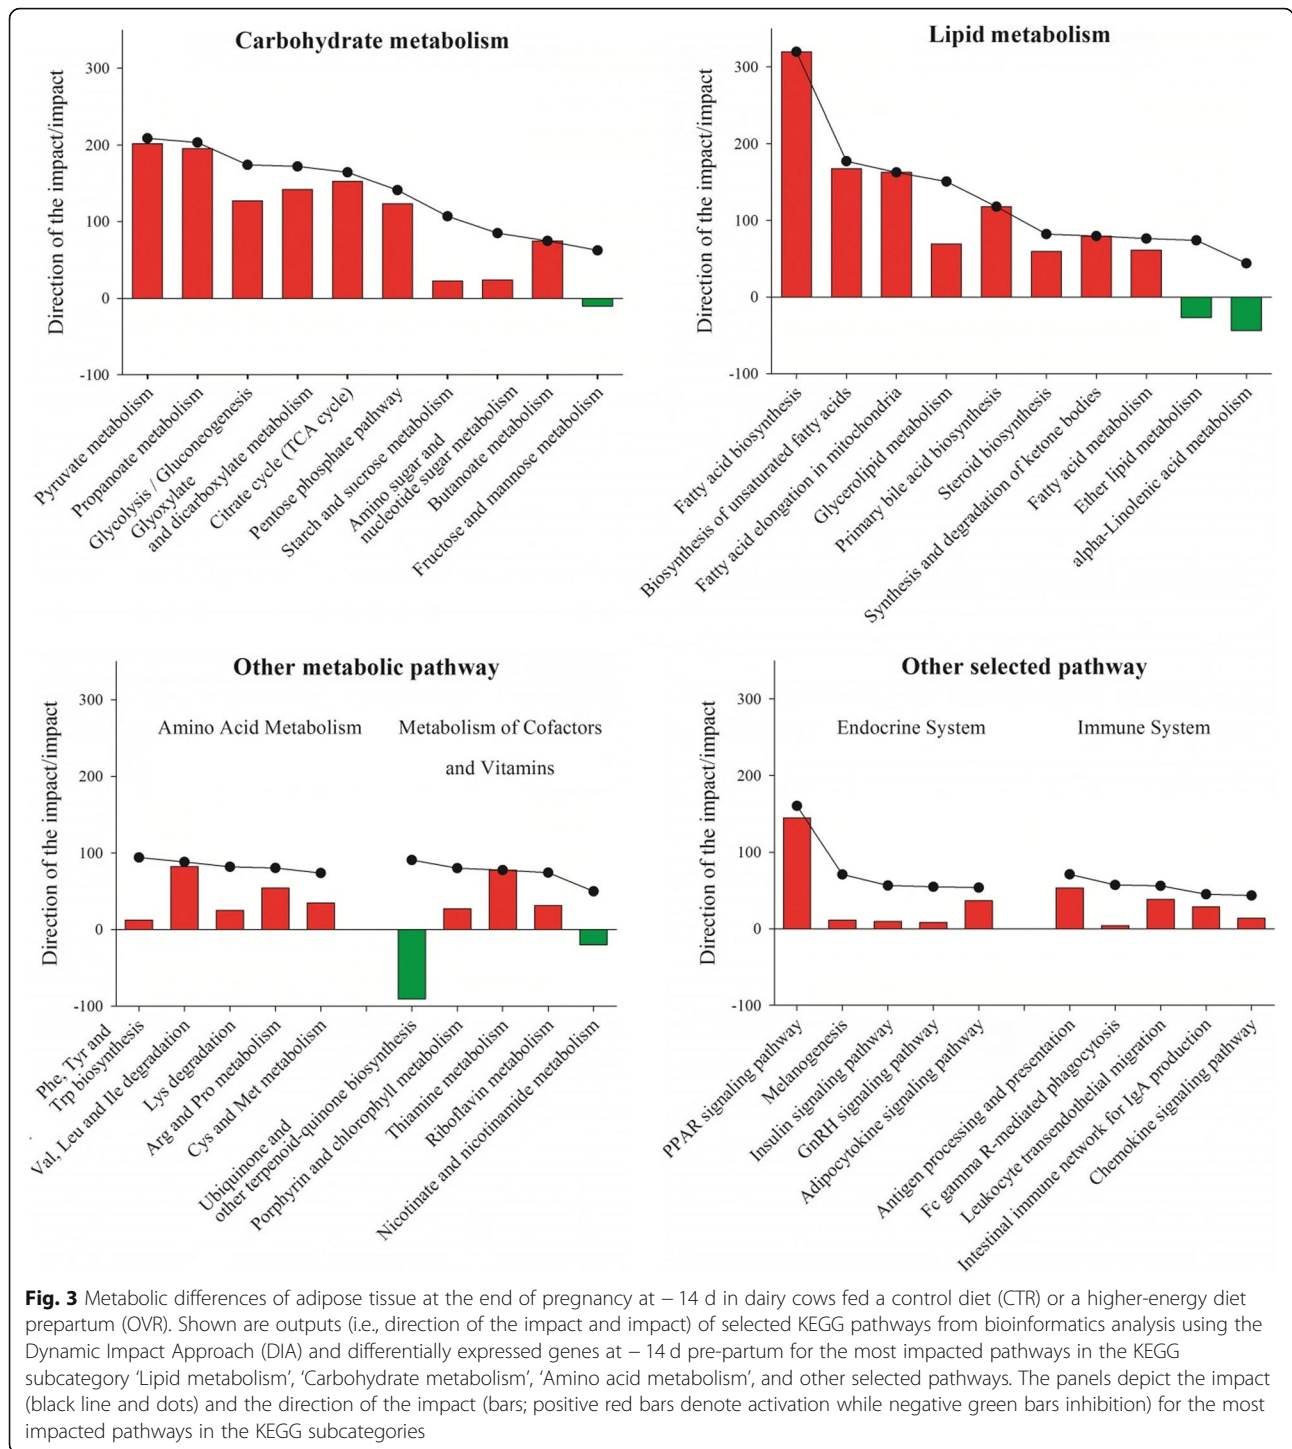 Carbohydrate metabolism
Direction of the impact/impact
300
200
100
0
-100
Pyruvate metabolism
Propanoate metabolism
Glycolysis / Gluconeogenesis
Glyoxylate
and dicarboxylate metabolism
Citrate cycle (TCA cycle)
Pentose phosphate pathway
Starch and sucrose metabolism
Amino sugar and
nucleotide sugar metabolism
Butanoate metabolism
Fructose and mannose metabolism
Lipid metabolism
Direction of the impact/impact
300
200
100
0
-100
Fatty acid biosynthesis
Biosynthesis of unsaturated fatty acids
Fatty acid elongation in mitochondria
Glycerolipid metabolism
Primary bile acid biosynthesis
Steroid biosynthesis
Synthesis and degradation of ketone bodies
Fatty acid metabolism
Ether lipid metabolism
alpha-Linolenic acid metabolism
Other metabolic pathway
Amino Acid Metabolism
Metabolism of Cofactors
and Vitamins
Direction of the impact/impact
300
200
100
0
-100
Phe, Tyr and
Trp biosynthesis
Val, Leu and Ile degradation
Lys degradation
Arg and Pro metabolism
Cys and Met metabolism
Ubiquinone and
other terpenoid-quinone biosynthesis
Porphyrin and chlorophyll metabolism
Thiamine metabolism
Riboflavin metabolism
Nicotinate and nicotinamide metabolism
Other selected pathway
Endocrine System
Immune System
Direction of the impact/impact
300
200
100
0
-100
PPAR signaling pathway
Melanogenesis
Insulin signaling pathway
GnRH signaling pathway
Adipocytokine signaling pathway
Antigen processing and presentation
Fc gamma R-mediated phagocytosis
Leukocyte transendothelial migration
Intestinal immune network for IgA production
Chemokine signaling pathway
Fig. 3 Metabolic differences of adipose tissue at the end of pregnancy at − 14 d in dairy cows fed a control diet (CTR) or a higher-energy diet
prepartum (OVR). Shown are outputs (i.e., direction of the impact and impact) of selected KEGG pathways from bioinformatics analysis using the
Dynamic Impact Approach (DIA) and differentially expressed genes at − 14 d pre-partum for the most impacted pathways in the KEGG
subcategory ‘Lipid metabolism’, ‘Carbohydrate metabolism’, ‘Amino acid metabolism’, and other selected pathways. The panels depict the impact
(black line and dots) and the direction of the impact (bars; positive red bars denote activation while negative green bars inhibition) for the most
impacted pathways in the KEGG subcategories